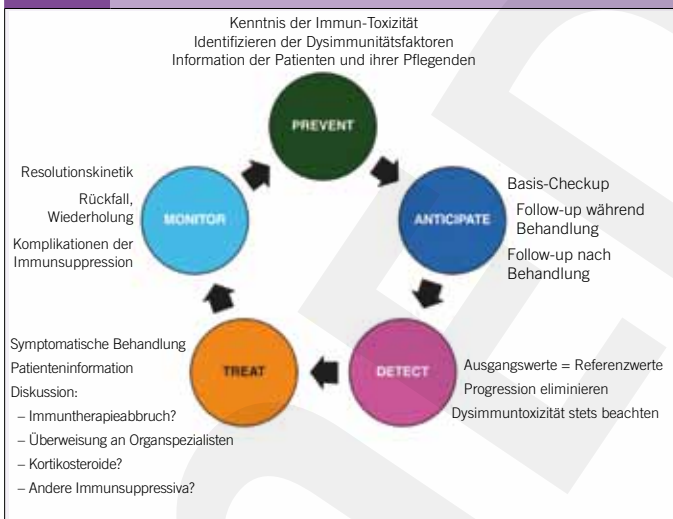 Kenntnis der Immun-Toxizität
Identifizieren der Dysimmunitätsfaktoren
Information der Patienten und ihrer Pflegenden
PREVENT
ANTICIPATE
Basis-Checkup
Follow-up während
Behandlung
Follow-up nach
Behandlung
DETECT
Ausgangswerte = Referenzwerte
Progression eliminieren
Dysimmuntoxizität stets beachten
TREAT
Symptomatische Behandlung
Patienteninformation
Diskussion:
– Immuntherapieabbruch?
– Überweisung an Organspezialisten
– Kortikosteroide?
– Andere Immunsuppressiva?
MONITOR
Resolutionskinetik
Rückfall,
Wiederholung
Komplikationen der
Immunsuppression